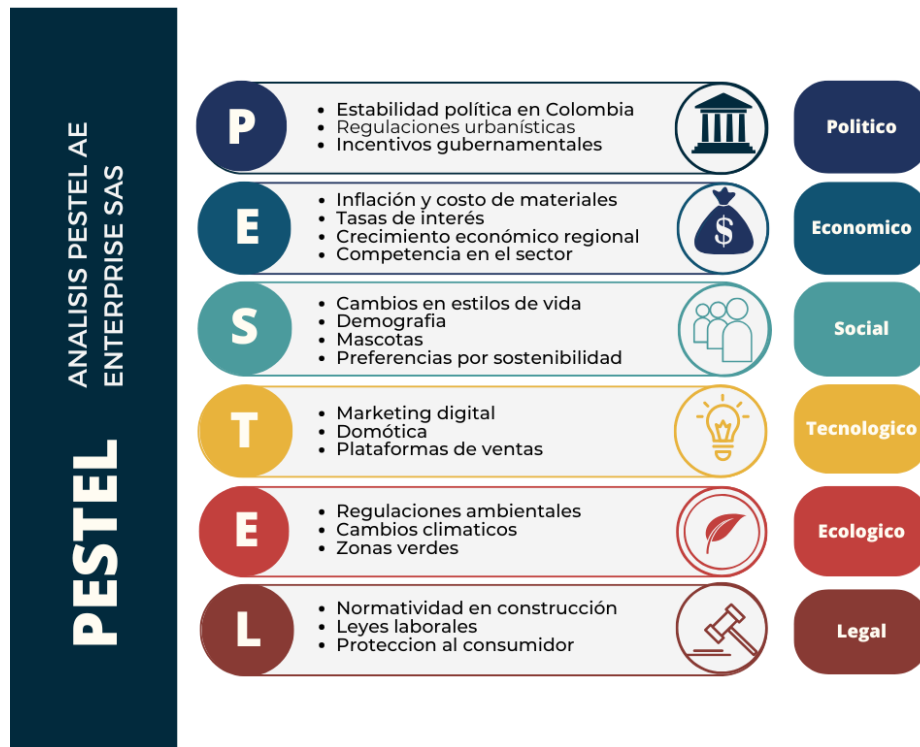 PESTEL
ANALISIS PESTEL AE
ENTERPRISE SAS
P
• Estabilidad política en Colombia
• Regulaciones urbanísticas
• Incentivos gubernamentales
Politico
E
• Inflación y costo de materiales
• Tasas de interés
• Crecimiento económico regional
• Competencia en el sector
$
Economico
S
• Cambios en estilos de vida
• Demografia
• Mascotas
• Preferencias por sostenibilidad
Social
T
• Marketing digital
• Domótica
• Plataformas de ventas
Tecnologico
E
• Regulaciones ambientales
• Cambios climaticos
• Zonas verdes
Ecologico
L
• Normatividad en construcción
• Leyes laborales
• Proteccion al consumidor
Legal